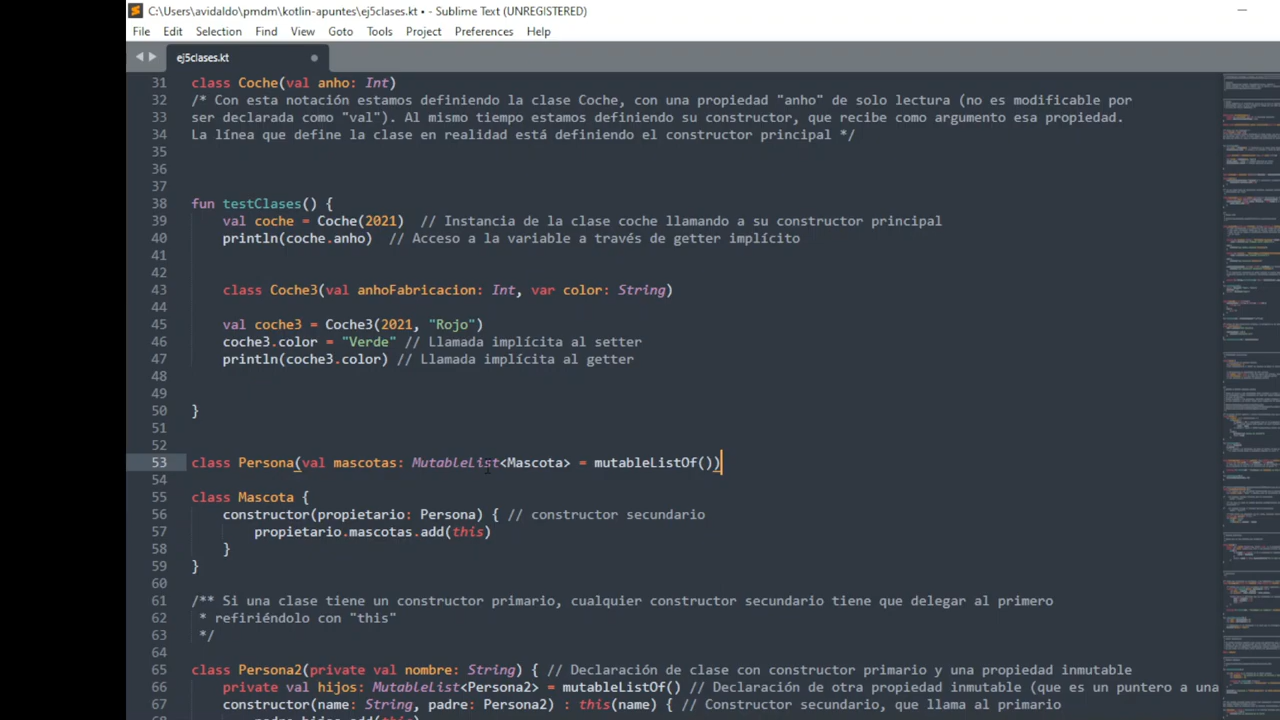 C:\Users\avidaldo\pmdm\kotlin-apuntes\ej5clases.kt • - Sublime Text (UNREGISTERED)
File Edit Selection Find View Goto Tools Project Preferences Help
ej5clases.kt
31 class Coche(val anho: Int)
32 /* Con esta notación estamos definiendo la clase Coche, con una propiedad "anho" de solo lectura (no es modificable por
33 ser declarada como "val"). Al mismo tiempo estamos definiendo su constructor, que recibe como argumento esa propiedad.
34 La línea que define la clase en realidad está definiendo el constructor principal */
35
36
37
38 fun testClases() {
39 val coche = Coche(2021) // Instancia de la clase coche llamando a su constructor principal
40 println(coche.anho) // Acceso a la variable a través de getter implícito
41
42
43 class Coche3(val anhoFabricacion: Int, var color: String)
44
45 val coche3 = Coche3(2021, "Rojo")
46 coche3.color = "Verde" // Llamada implícita al setter
47 println(coche3.color) // Llamada implícita al getter
48
49
50 }
51
52
53 class Persona(val mascotas: MutableList<Mascota> = mutableListOf())
54
55 class Mascota {
56 constructor(propietario: Persona) { // constructor secundario
57 propietario.mascotas.add(this)
58 }
59 }
60
61 /** Si una clase tiene un constructor primario, cualquier constructor secundario tiene que delegar al primero
62 * refiriéndolo con "this"
63 */
64
65 class Persona2(private val nombre: String) { // Declaración de clase con constructor primario y una propiedad inmutable
66 private val hijos: MutableList<Persona2> = mutableListOf() // Declaración de otra propiedad inmutable (que es un puntero a una
67 constructor(name: String, padre: Persona2) : this(name) { // Constructor secundario, que llama al primario
68 padre.hijos.add(this)